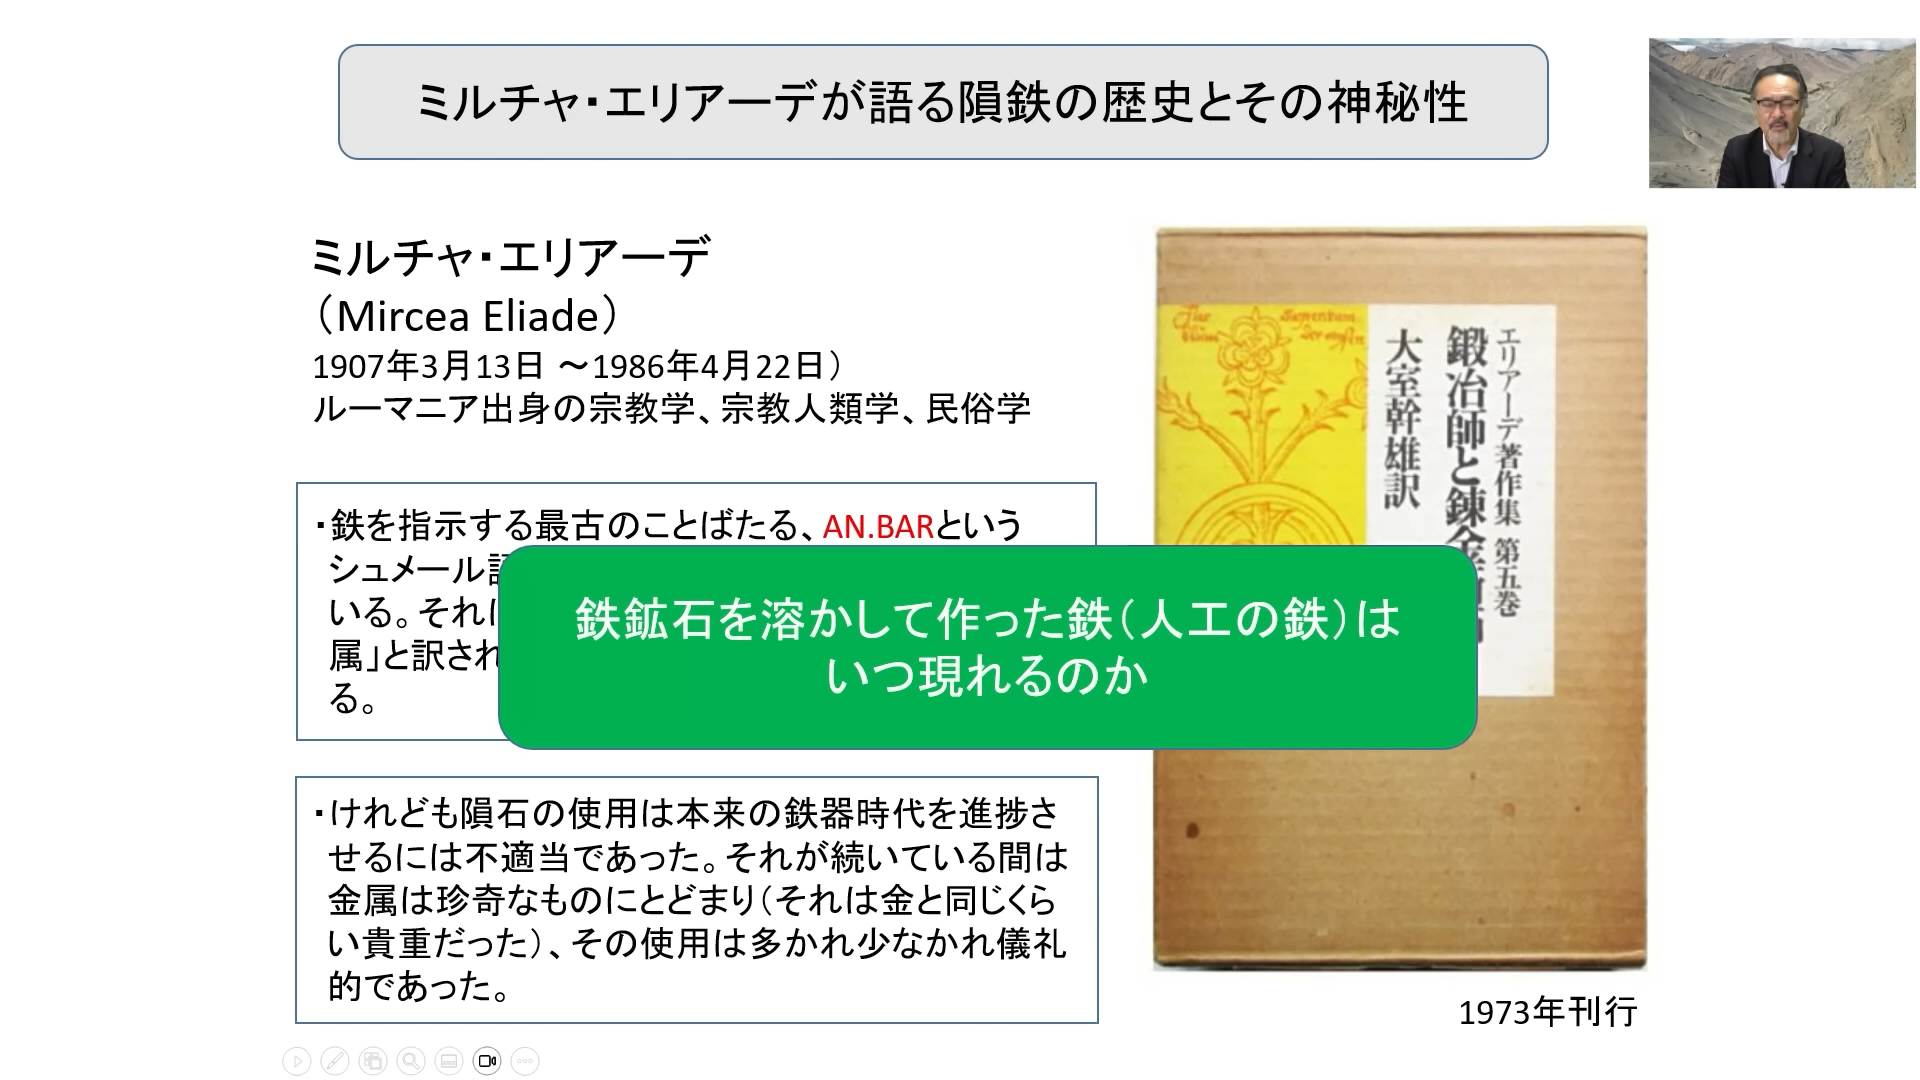 ミルチャ・エリアーデが語る隕鉄の歴史とその神秘性
ミルチャ・エリアーデ
（Mircea Eliade）
1907年3月13日 ～1986年4月22日）
ルーマニア出身の宗教学、宗教人類学、民俗学
・鉄を指示する最古のことばたる、AN.BARという
シュメール
いる。それ
属」と訳され
る。
鉄鉱石を溶かして作った鉄（人工の鉄）は
いつ現れるのか
・けれども隕石の使用は本来の鉄器時代を進捗さ
せるには不適当であった。それが続いている間は
金属は珍奇なものにとどまり（それは金と同じくら
い貴重だった）、その使用は多かれ少なかれ儀礼
的であった。
エリアーデ著作集 第五巻
鍛冶師と錬金
大室幹雄訳
1973年刊行